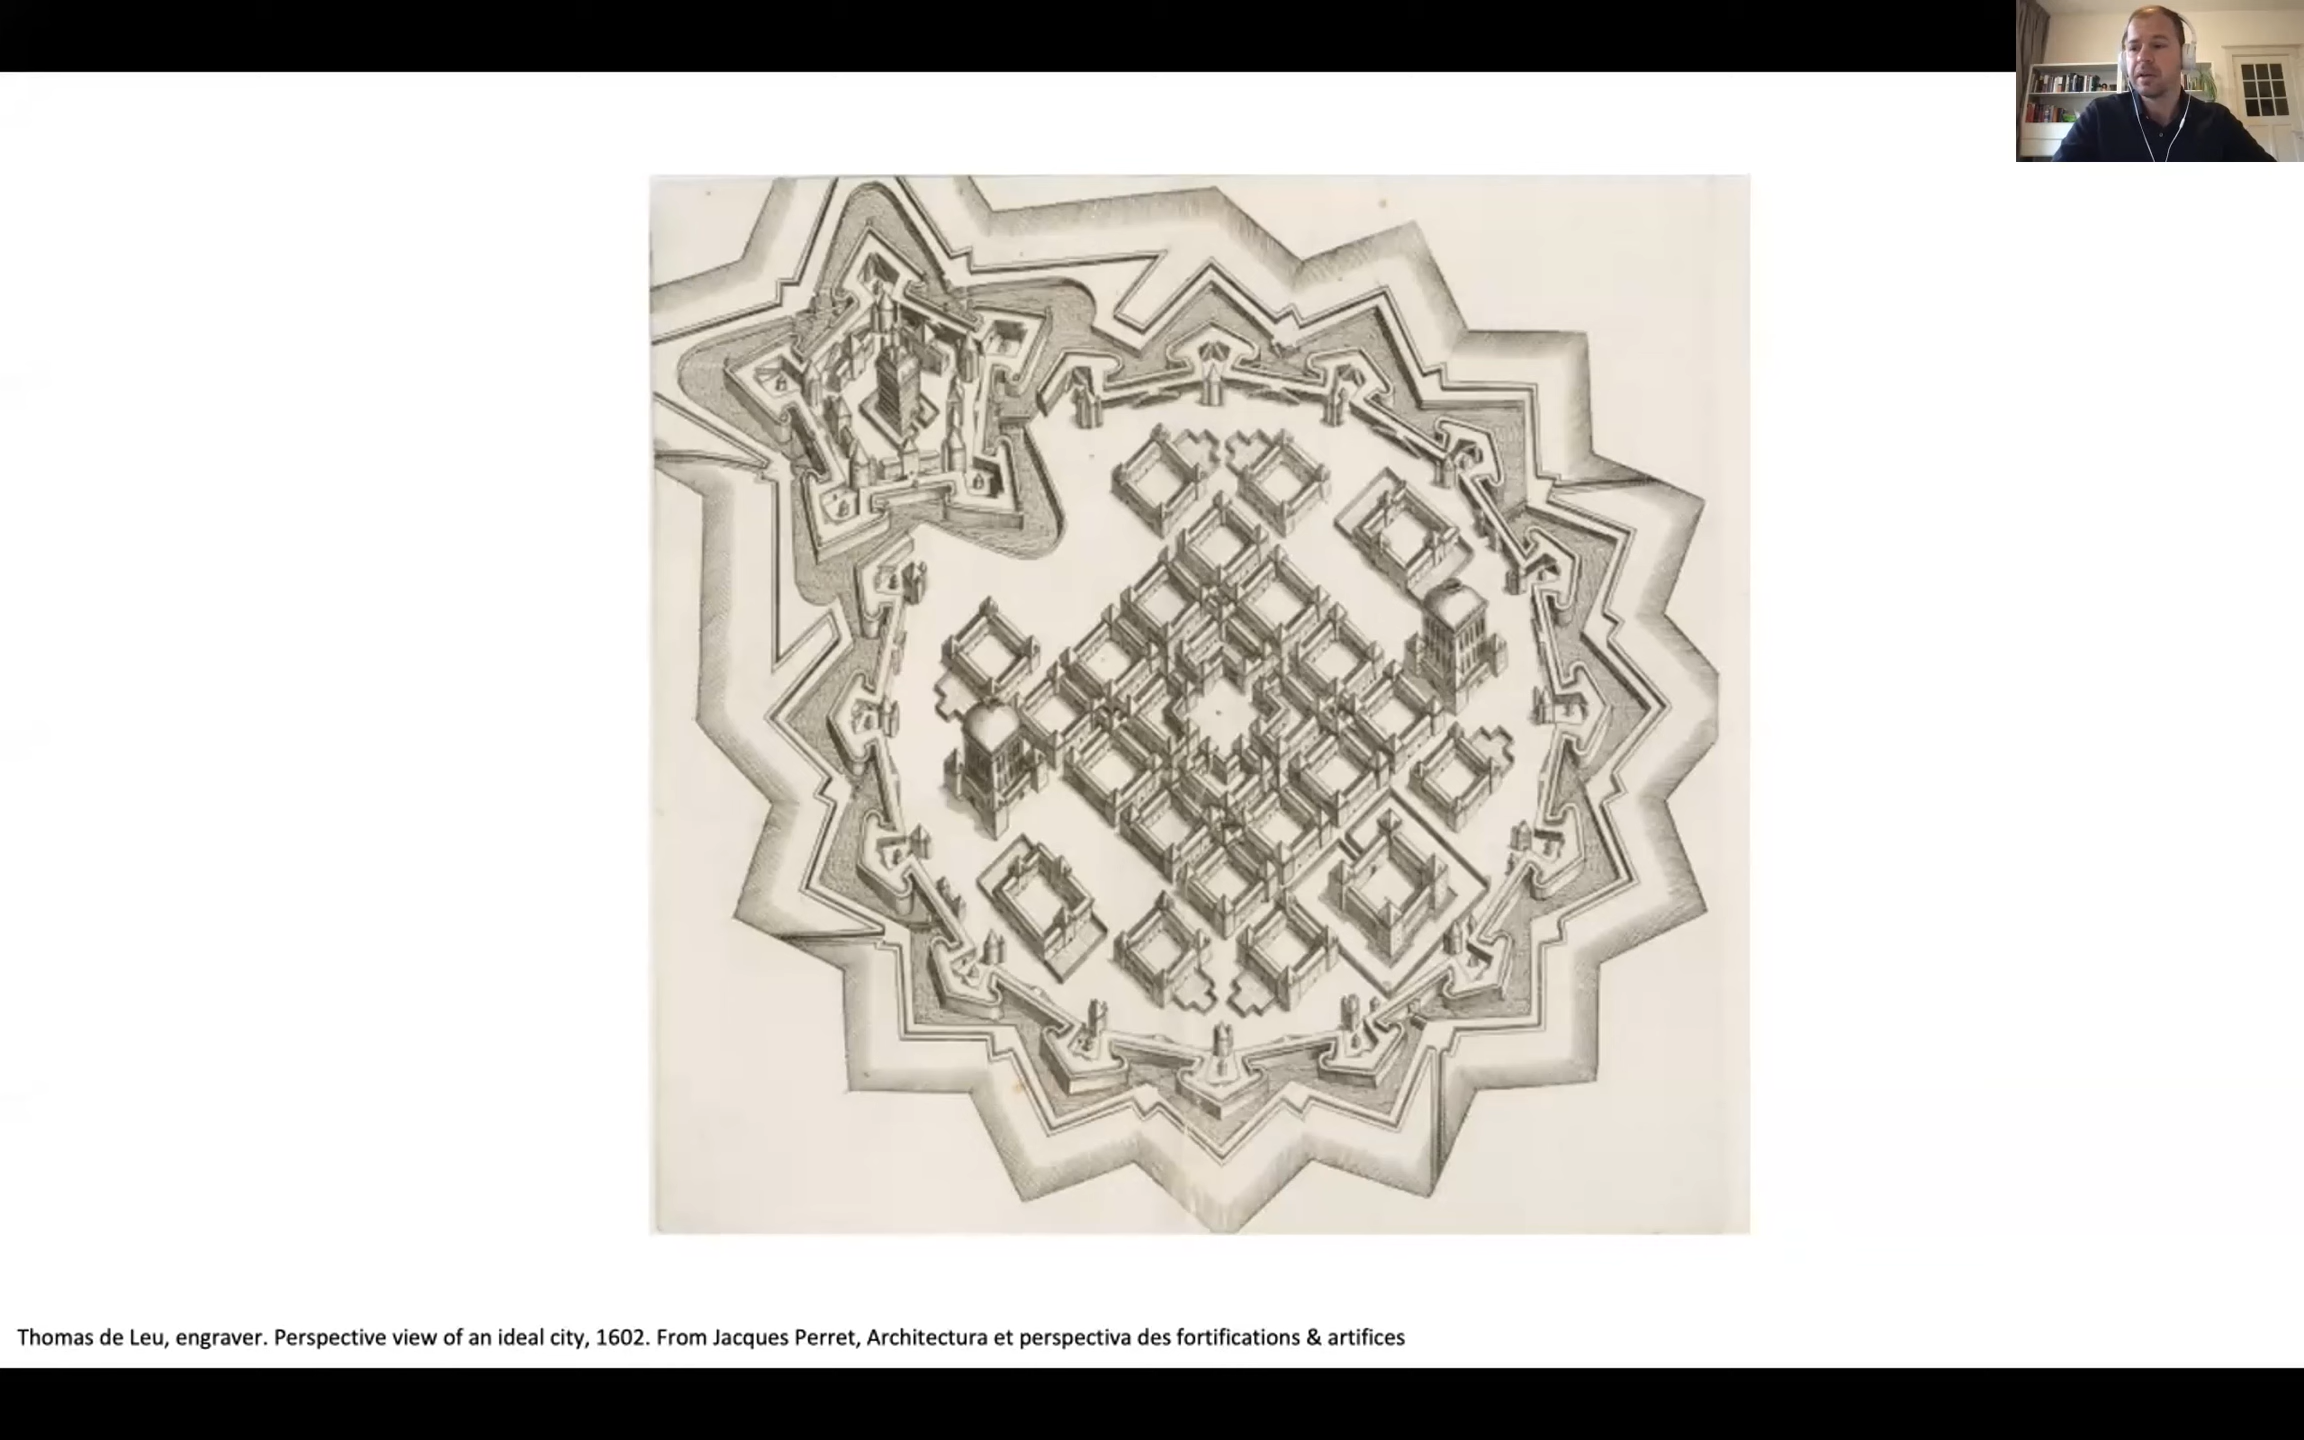 Thomas de Leu, engraver. Perspective view of an ideal city, 1602. From Jacques Perret, Architectura et perspectiva des fortifications & artifices